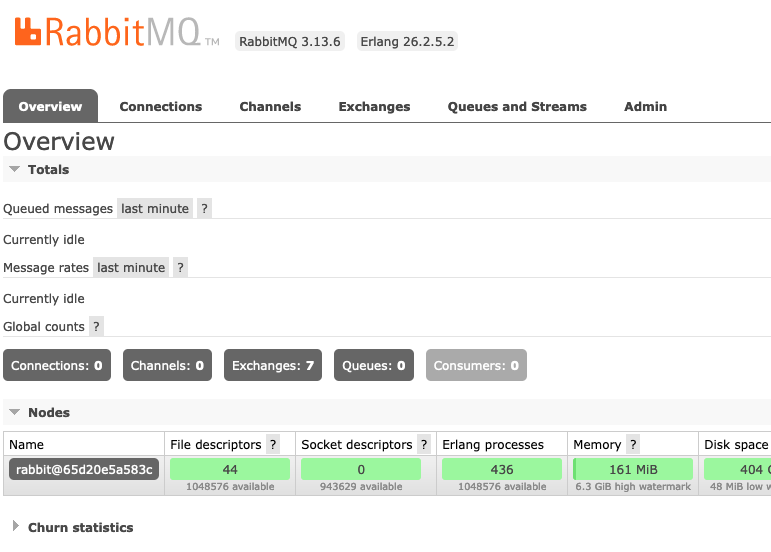 RabbitMQ TM RabbitMQ 3.13.6 Erlang 26.2.5.2
Overview Connections Channels Exchanges Queues and Streams Admin
Overview
Totals
Queued messages last minute ?
Currently idle
Message rates last minute ?
Currently idle
Global counts ?
Connections: 0 Channels: 0 Exchanges: 7 Queues: 0 Consumers: 0
Nodes
Name File descriptors ? Socket descriptors ? Erlang processes Memory ? Disk space
rabbit@65d20e5a583c 44 0 436 161 MiB 404
1048576 available 943629 available 1048576 available 6.3 GiB high watermark 48 MiB low
Churn statistics